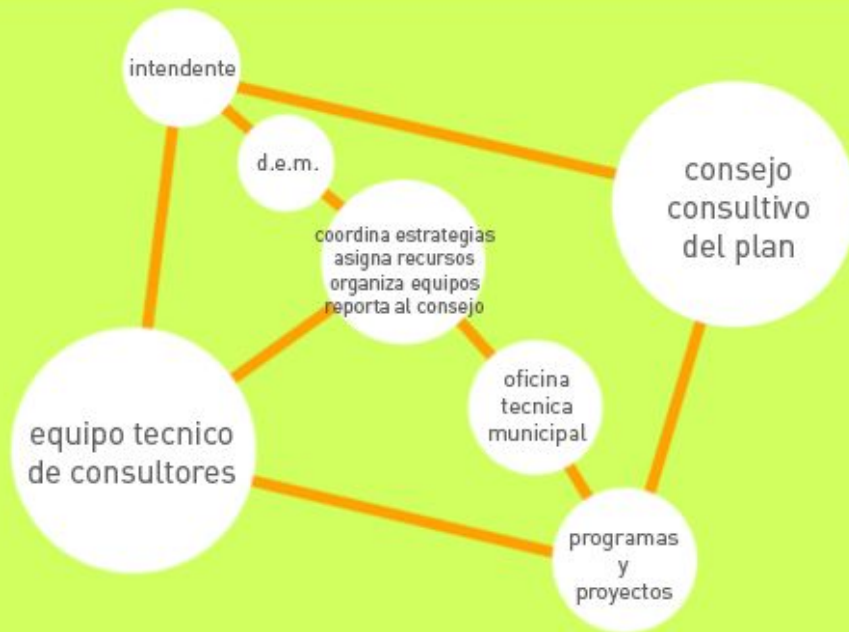 intendente
d.e.m.
consejo
consultivo
del plan
coordina estrategias
asigna recursos
organiza equipos
reporta al consejo
oficina
tecnica
municipal
equipo tecnico
de consultores
programas
y
proyectos